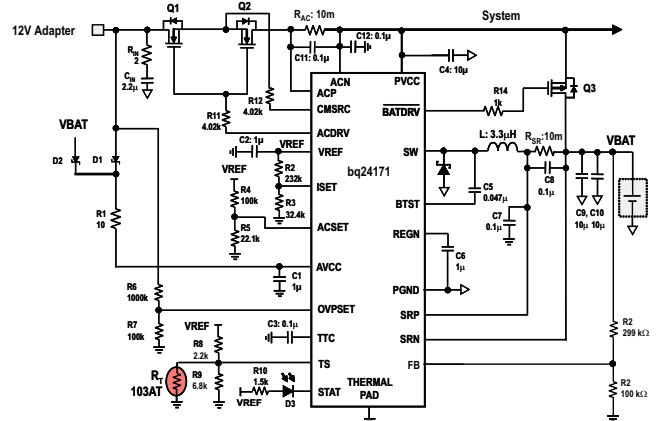 12V Adapter
Q1
Q2
R_AC: 10m
System
R_IN
2
C_IN
2.2µ
C11: 0.1µ
C12: 0.1µ
C4: 10µ
R12
4.02k
R11
4.02k
ACN
PVCC
ACP
CMSRC
ACDRV
VREF
ISET
ACSET
AVCC
OVPSET
TTC
TS
STAT
THERMAL
PAD
bq24171
BATDRV
SW
BTST
REGN
PGND
SRP
SRN
FB
R14
1k
Q3
VBAT
D2
D1
R1
10
C2: 1µ
VREF
R2
232k
R3
32.4k
VREF
R4
100k
R5
22.1k
C1
1µ
R6
1000k
R7
100k
C3: 0.1µ
VREF
R8
2.2k
R9
6.8k
R_T
103AT
R10
1.5k
VREF
D3
L: 3.3µH
R_SR:10m
VBAT
C5
0.047µ
C8
0.1µ
C7
0.1µ
C9, C10
10µ 10µ
C6
1µ
R2
299 kΩ
R2
100 kΩ